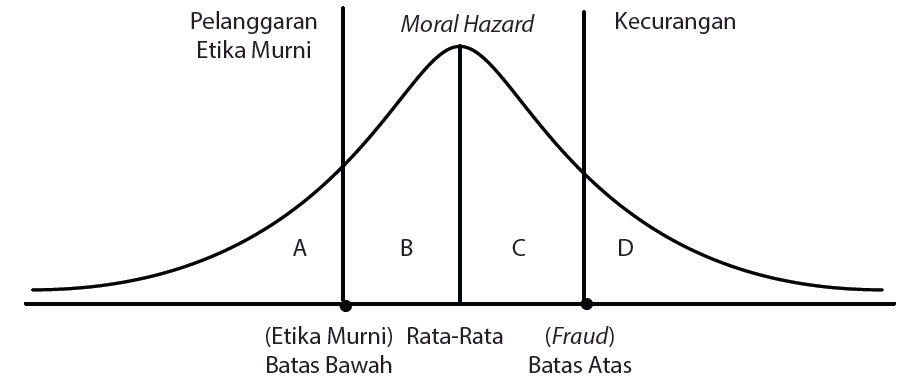 Pelanggaran
Etika Murni
Moral Hazard
Kecurangan
A
B
C
D
(Etika Murni)
Batas Bawah
Rata-Rata
(Fraud)
Batas Atas